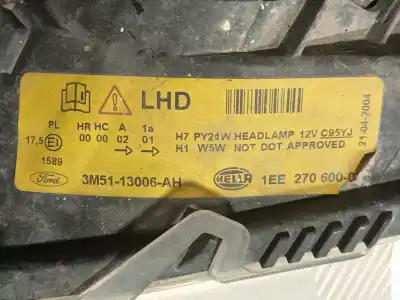 LHD
PL HR HC A 1a
17,5 E1 00 00 02 01
1589
H7 PY24W HEADLAMP 12V C95YJ
H1 W5W NOT DOT APPROVED
21-04-2004
Ford 3M51-13006-AH HELLA 1EE 270 600-0